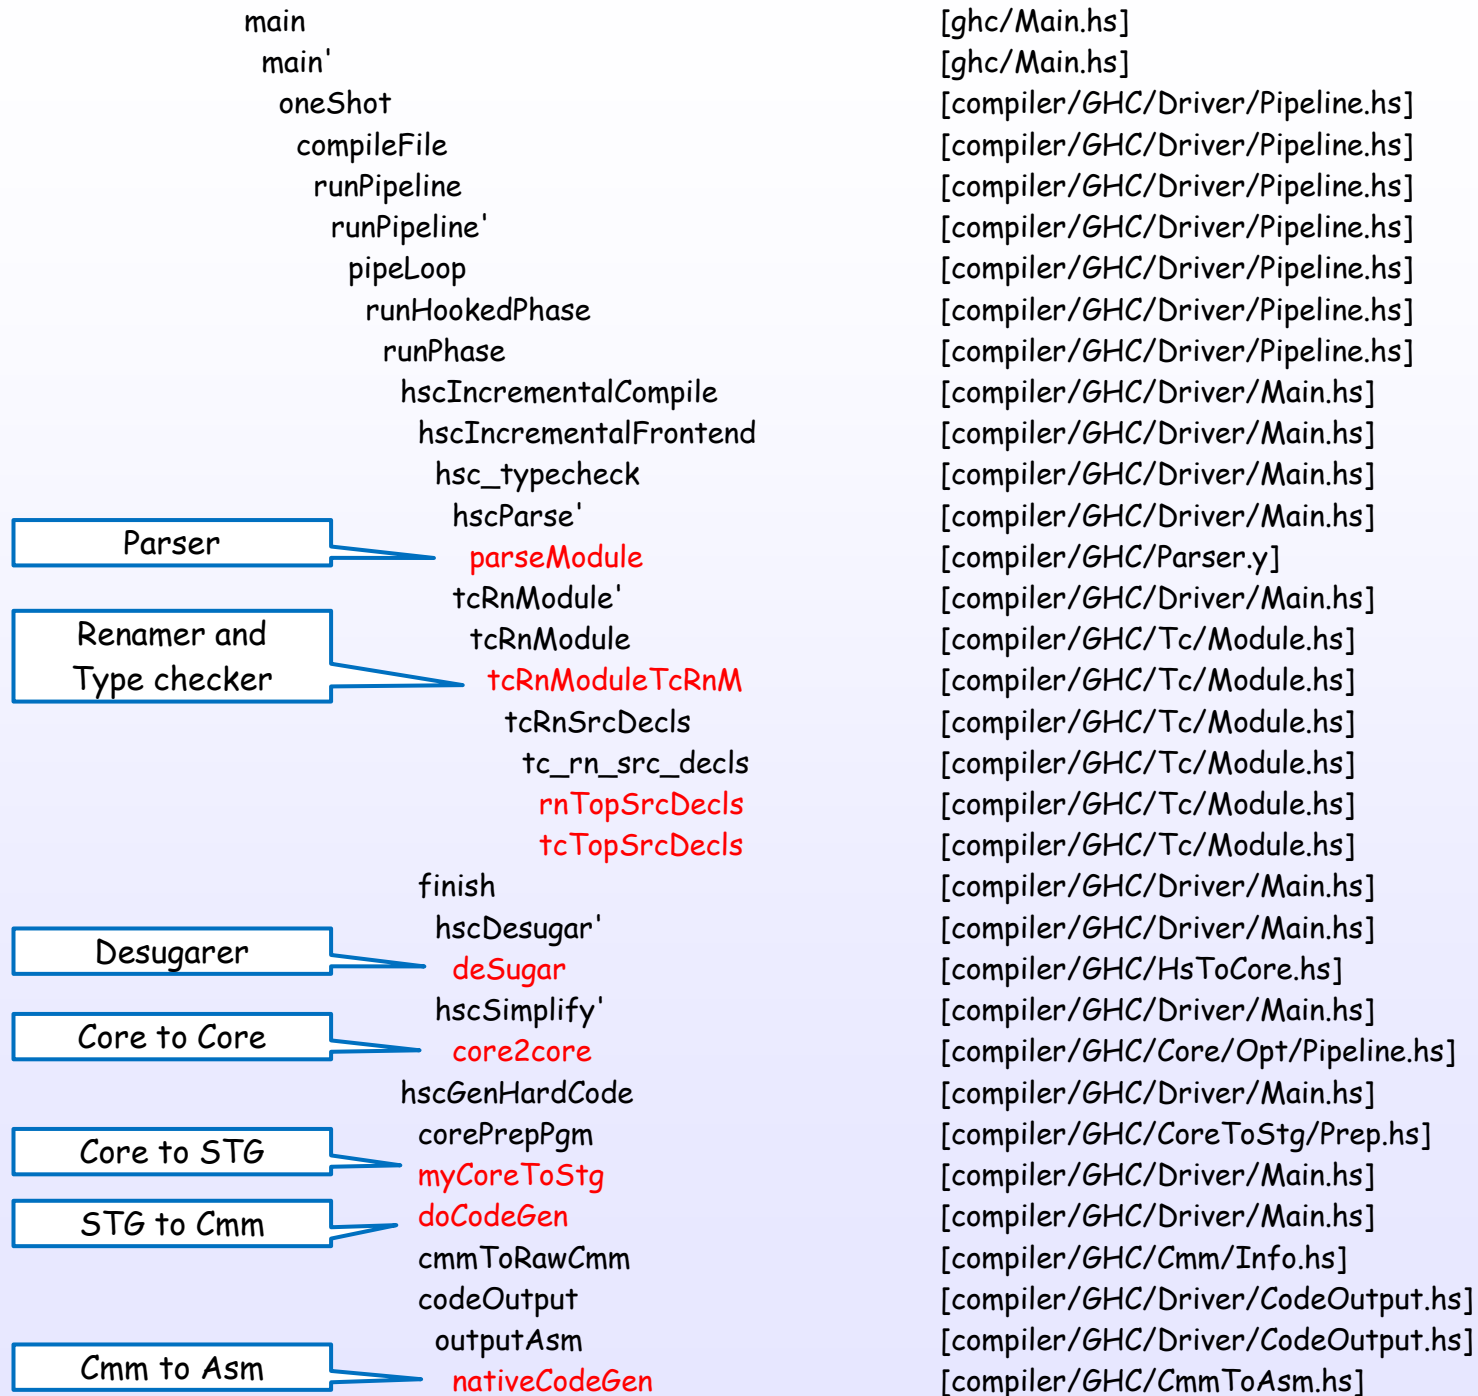 main [ghc/Main.hs]
main' [ghc/Main.hs]
oneShot [compiler/GHC/Driver/Pipeline.hs]
compileFile [compiler/GHC/Driver/Pipeline.hs]
runPipeline [compiler/GHC/Driver/Pipeline.hs]
runPipeline' [compiler/GHC/Driver/Pipeline.hs]
pipeLoop [compiler/GHC/Driver/Pipeline.hs]
runHookedPhase [compiler/GHC/Driver/Pipeline.hs]
runPhase [compiler/GHC/Driver/Pipeline.hs]
hscIncrementalCompile [compiler/GHC/Driver/Main.hs]
hscIncrementalFrontend [compiler/GHC/Driver/Main.hs]
hsc_typecheck [compiler/GHC/Driver/Main.hs]
hscParse' [compiler/GHC/Driver/Main.hs]
Parser
parseModule [compiler/GHC/Parser.y]
tcRnModule' [compiler/GHC/Driver/Main.hs]
Renamer and
tcRnModule [compiler/GHC/Tc/Module.hs]
Type checker
tcRnModuleTcRnM [compiler/GHC/Tc/Module.hs]
tcRnSrcDecls [compiler/GHC/Tc/Module.hs]
tc_rn_src_decls [compiler/GHC/Tc/Module.hs]
rnTopSrcDecls [compiler/GHC/Tc/Module.hs]
tcTopSrcDecls [compiler/GHC/Tc/Module.hs]
finish [compiler/GHC/Driver/Main.hs]
hscDesugar' [compiler/GHC/Driver/Main.hs]
Desugarer
deSugar [compiler/GHC/HsToCore.hs]
hscSimplify' [compiler/GHC/Driver/Main.hs]
Core to Core
core2core [compiler/GHC/Core/Opt/Pipeline.hs]
hscGenHardCode [compiler/GHC/Driver/Main.hs]
corePrepPgm [compiler/GHC/CoreToStg/Prep.hs]
Core to STG
myCoreToStg [compiler/GHC/Driver/Main.hs]
STG to Cmm
doCodeGen [compiler/GHC/Driver/Main.hs]
cmmToRawCmm [compiler/GHC/Cmm/Info.hs]
codeOutput [compiler/GHC/Driver/CodeOutput.hs]
outputAsm [compiler/GHC/Driver/CodeOutput.hs]
Cmm to Asm
nativeCodeGen [compiler/GHC/CmmToAsm.hs]